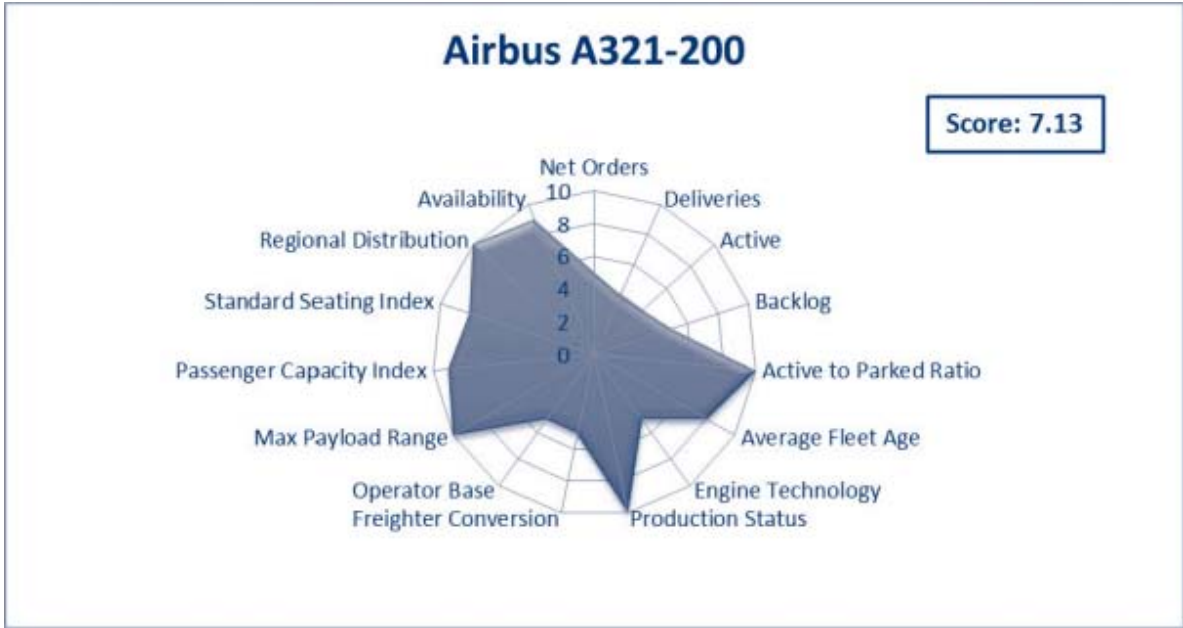 Airbus A321-200
Score: 7.13
Net Orders
Deliveries
Active
Backlog
Active to Parked Ratio
Average Fleet Age
Engine Technology
Production Status
Freighter Conversion
Operator Base
Max Payload Range
Passenger Capacity Index
Standard Seating Index
Regional Distribution
Availability
10
8
6
4
2
0